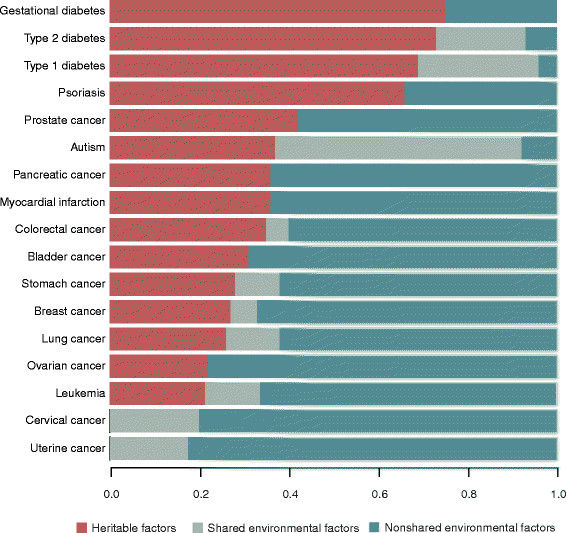 Gestational diabetes
Type 2 diabetes
Type 1 diabetes
Psoriasis
Prostate cancer
Autism
Pancreatic cancer
Myocardial infarction
Colorectal cancer
Bladder cancer
Stomach cancer
Breast cancer
Lung cancer
Ovarian cancer
Leukemia
Cervical cancer
Uterine cancer
0.0 0.2 0.4 0.6 0.8 1.0
Heritable factors Shared environmental factors Nonshared environmental factors